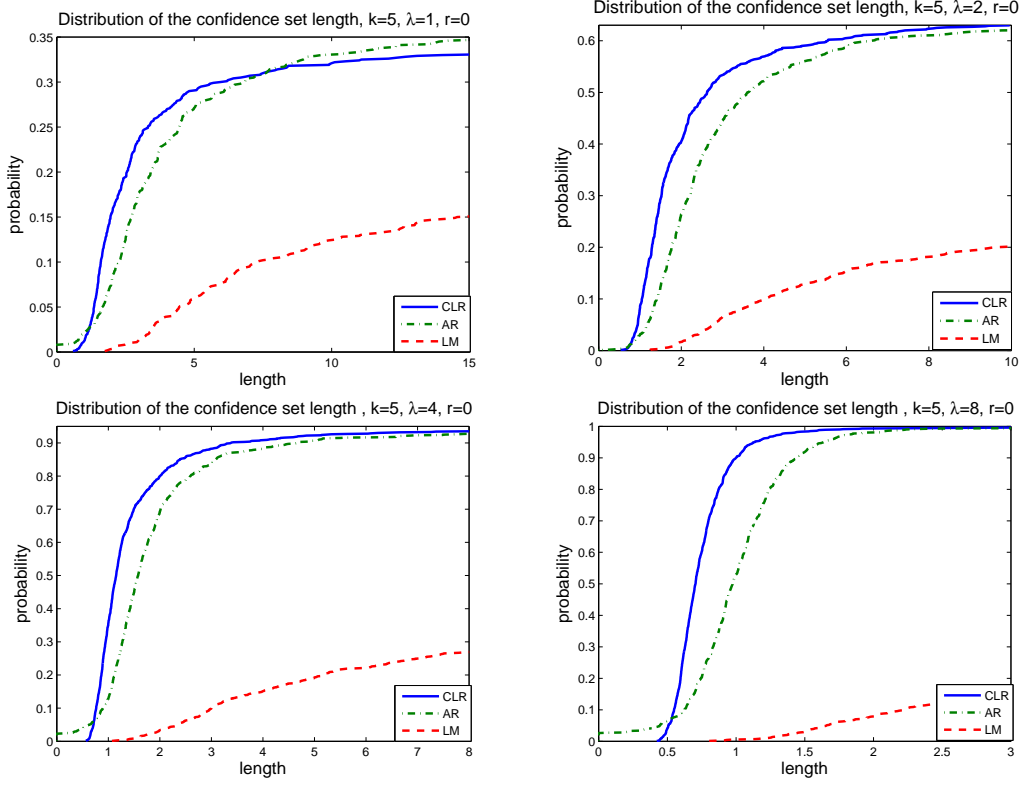 Distribution of the confidence set length, k=5, λ=1, r=0
0.35
0.3
0.25
0.2
0.15
0.1
0.05
0
probability
0
5
10
15
length
CLR
AR
LM
Distribution of the confidence set length, k=5, λ=2, r=0
0.6
0.5
0.4
0.3
0.2
0.1
0
probability
0
2
4
6
8
10
length
CLR
AR
LM
Distribution of the confidence set length , k=5, λ=4, r=0
0.9
0.8
0.7
0.6
0.5
0.4
0.3
0.2
0.1
0
probability
0
1
2
3
4
5
6
7
8
length
CLR
AR
LM
Distribution of the confidence set length , k=5, λ=8, r=0
1
0.9
0.8
0.7
0.6
0.5
0.4
0.3
0.2
0.1
0
probability
0
0.5
1
1.5
2
2.5
3
length
CLR
AR
LM